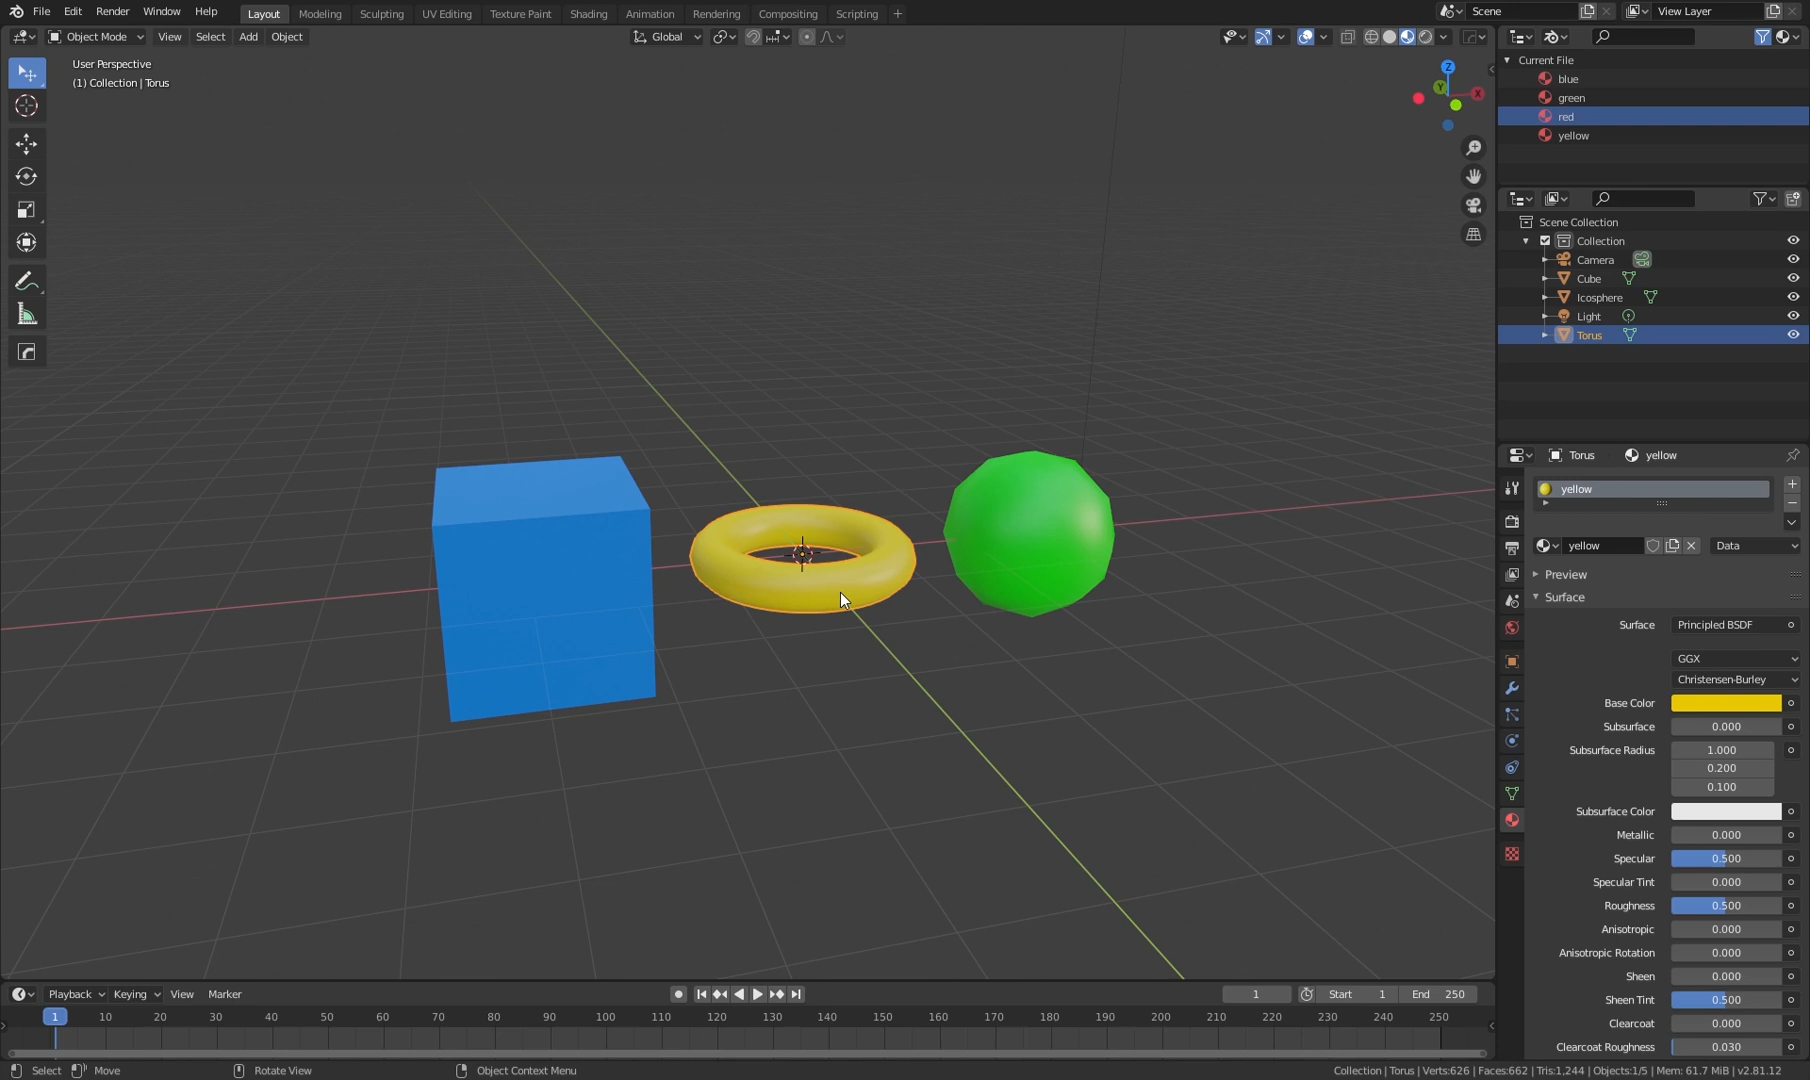 File Edit Render Window Help Layout Modeling Sculpting UV Editing Texture Paint Shading Animation Rendering Compositing Scripting + Scene View Layer
Object Mode View Select Add Object Global
User Perspective
(1) Collection | Torus
Z
Y
X
Current File
blue
green
red
yellow
Scene Collection
Collection
Camera
Cube
Icosphere
Light
Torus
Torus yellow
yellow
yellow Data
Preview
Surface
Surface Principled BSDF
GGX
Christensen-Burley
Base Color
Subsurface 0.000
Subsurface Radius 1.000
0.200
0.100
Subsurface Color
Metallic 0.000
Specular 0.500
Specular Tint 0.000
Roughness 0.500
Anisotropic 0.000
Anisotropic Rotation 0.000
Sheen 0.000
Sheen Tint 0.500
Clearcoat 0.000
Clearcoat Roughness 0.030
Playback Keying View Marker 1 Start 1 End 250
1 10 20 30 40 50 60 70 80 90 100 110 120 130 140 150 160 170 180 190 200 210 220 230 240 250
Select Move Rotate View Object Context Menu Collection | Torus | Verts:626 | Faces:662 | Tris:1,244 | Objects:1/5 | Mem: 61.7 MiB | v2.81.12